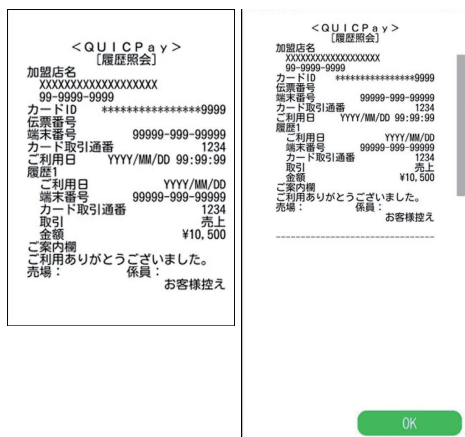 <QUICPay>
［履歴照会］
加盟店名
XXXXXXXXXXXXXXXXXXX
99-9999-9999
カードID ****************9999
伝票番号
端末番号 99999-999-99999
カード取引通番 1234
ご利用日 YYYY/MM/DD 99:99:99
履歴1
ご利用日 YYYY/MM/DD
端末番号 99999-999-99999
カード取引通番 1234
取引 売上
金額 ¥10,500
ご案内欄
ご利用ありがとうございました。
売場： 係員：
お客様控え
<QUICPay>
［履歴照会］
加盟店名
XXXXXXXXXXXXXXXXXXX
99-9999-9999
カードID ****************9999
伝票番号
端末番号 99999-999-99999
カード取引通番 1234
ご利用日 YYYY/MM/DD 99:99:99
履歴1
ご利用日 YYYY/MM/DD
端末番号 99999-999-99999
カード取引通番 1234
取引 売上
金額 ¥10,500
ご案内欄
ご利用ありがとうございました。
売場： 係員：
お客様控え
--------------------------------
OK